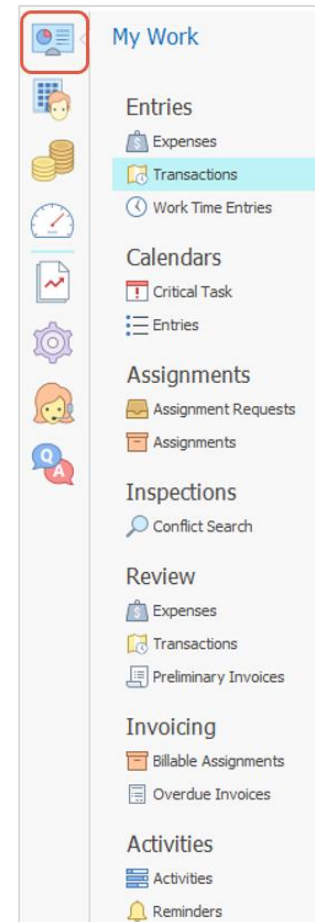 My Work
Entries
Expenses
Transactions
Work Time Entries
Calendars
Critical Task
Entries
Assignments
Assignment Requests
Assignments
Inspections
Conflict Search
Review
Expenses
Transactions
Preliminary Invoices
Invoicing
Billable Assignments
Overdue Invoices
Activities
Activities
Reminders
Q
A